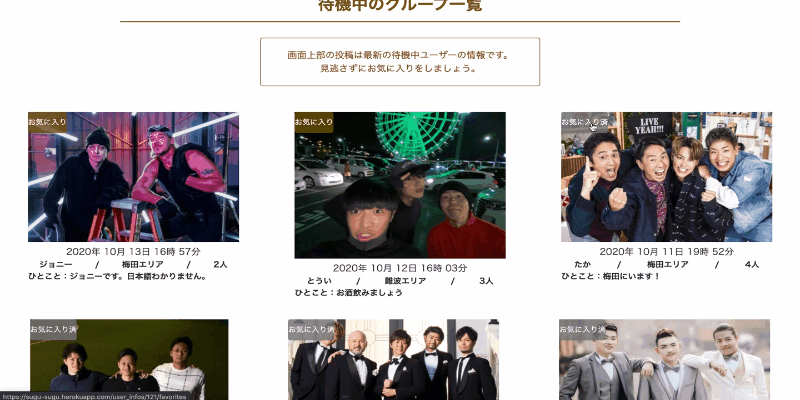 待機中のグループ一覧
画面上部の投稿は最新の待機中ユーザーの情報です。
見逃さずにお気に入りをしましょう。
お気に入り
お気に入り
お気に入り済
LIVE
YEAH!!!
2020年 10月 13日 16時 57分
ジョニー / 梅田エリア / 2人
ひとこと：ジョニーです。日本語わかりません。
2020年 10月 12日 16時 03分
とうい / 難波エリア / 3人
ひとこと：お酒飲みましょう
2020年 10月 11日 19時 52分
たか / 梅田エリア / 4人
ひとこと：梅田にいます！
お気に入り済
お気に入り済
お気に入り済
https://sugu-sugu.herokuapp.com/user_infos/121/favorites